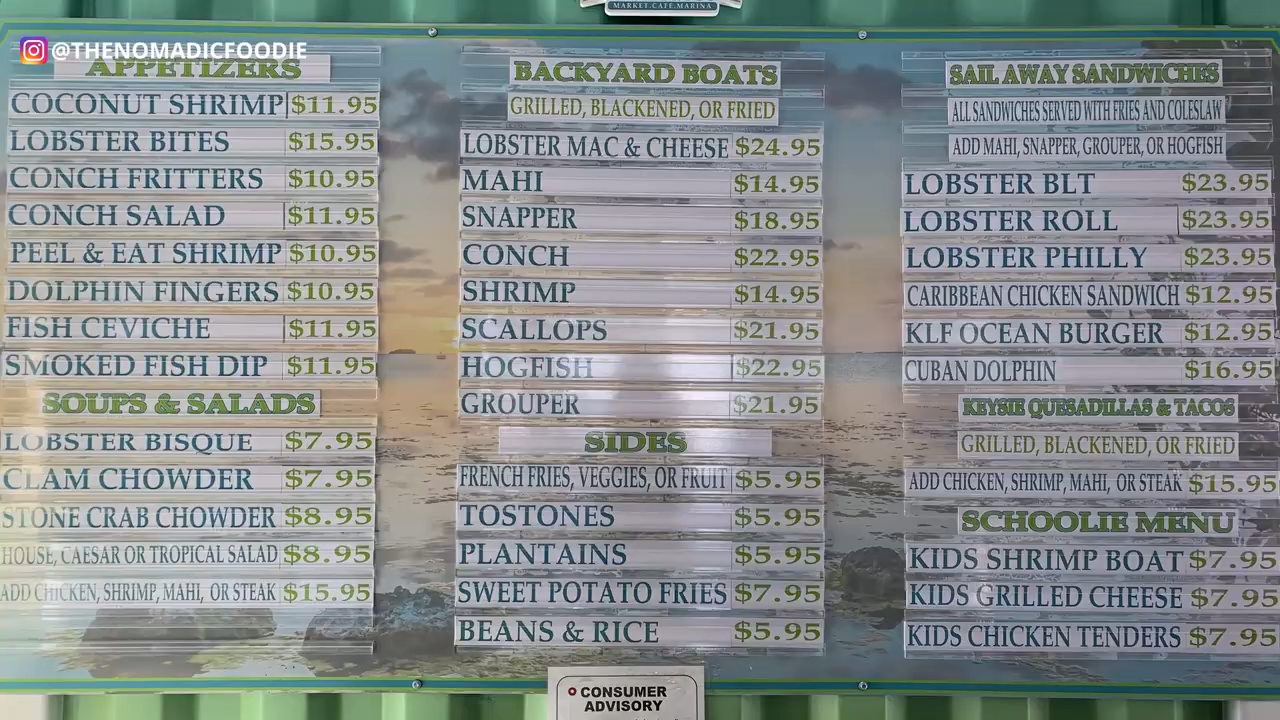 MARKET.CAFE.MARINA
@THENOMADICFOODIE
APPETIZERS
COCONUT SHRIMP $11.95
LOBSTER BITES $15.95
CONCH FRITTERS $10.95
CONCH SALAD $11.95
PEEL & EAT SHRIMP $10.95
DOLPHIN FINGERS $10.95
FISH CEVICHE $11.95
SMOKED FISH DIP $11.95
SOUPS & SALADS
LOBSTER BISQUE $7.95
CLAM CHOWDER $7.95
STONE CRAB CHOWDER $8.95
HOUSE, CAESAR OR TROPICAL SALAD $8.95
ADD CHICKEN, SHRIMP, MAHI, OR STEAK $15.95
BACKYARD BOATS
GRILLED, BLACKENED, OR FRIED
LOBSTER MAC & CHEESE $24.95
MAHI $14.95
SNAPPER $18.95
CONCH $22.95
SHRIMP $14.95
SCALLOPS $21.95
HOGFISH $22.95
GROUPER $21.95
SIDES
FRENCH FRIES, VEGGIES, OR FRUIT $5.95
TOSTONES $5.95
PLANTAINS $5.95
SWEET POTATO FRIES $7.95
BEANS & RICE $5.95
SAIL AWAY SANDWICHES
ALL SANDWICHES SERVED WITH FRIES AND COLESLAW
ADD MAHI, SNAPPER, GROUPER, OR HOGFISH
LOBSTER BLT $23.95
LOBSTER ROLL $23.95
LOBSTER PHILLY $23.95
CARIBBEAN CHICKEN SANDWICH $12.95
KLF OCEAN BURGER $12.95
CUBAN DOLPHIN $16.95
KEYSIE QUESADILLAS & TACOS
GRILLED, BLACKENED, OR FRIED
ADD CHICKEN, SHRIMP, MAHI, OR STEAK $15.95
SCHOOLIE MENU
KIDS SHRIMP BOAT $7.95
KIDS GRILLED CHEESE $7.95
KIDS CHICKEN TENDERS $7.95
CONSUMER
ADVISORY